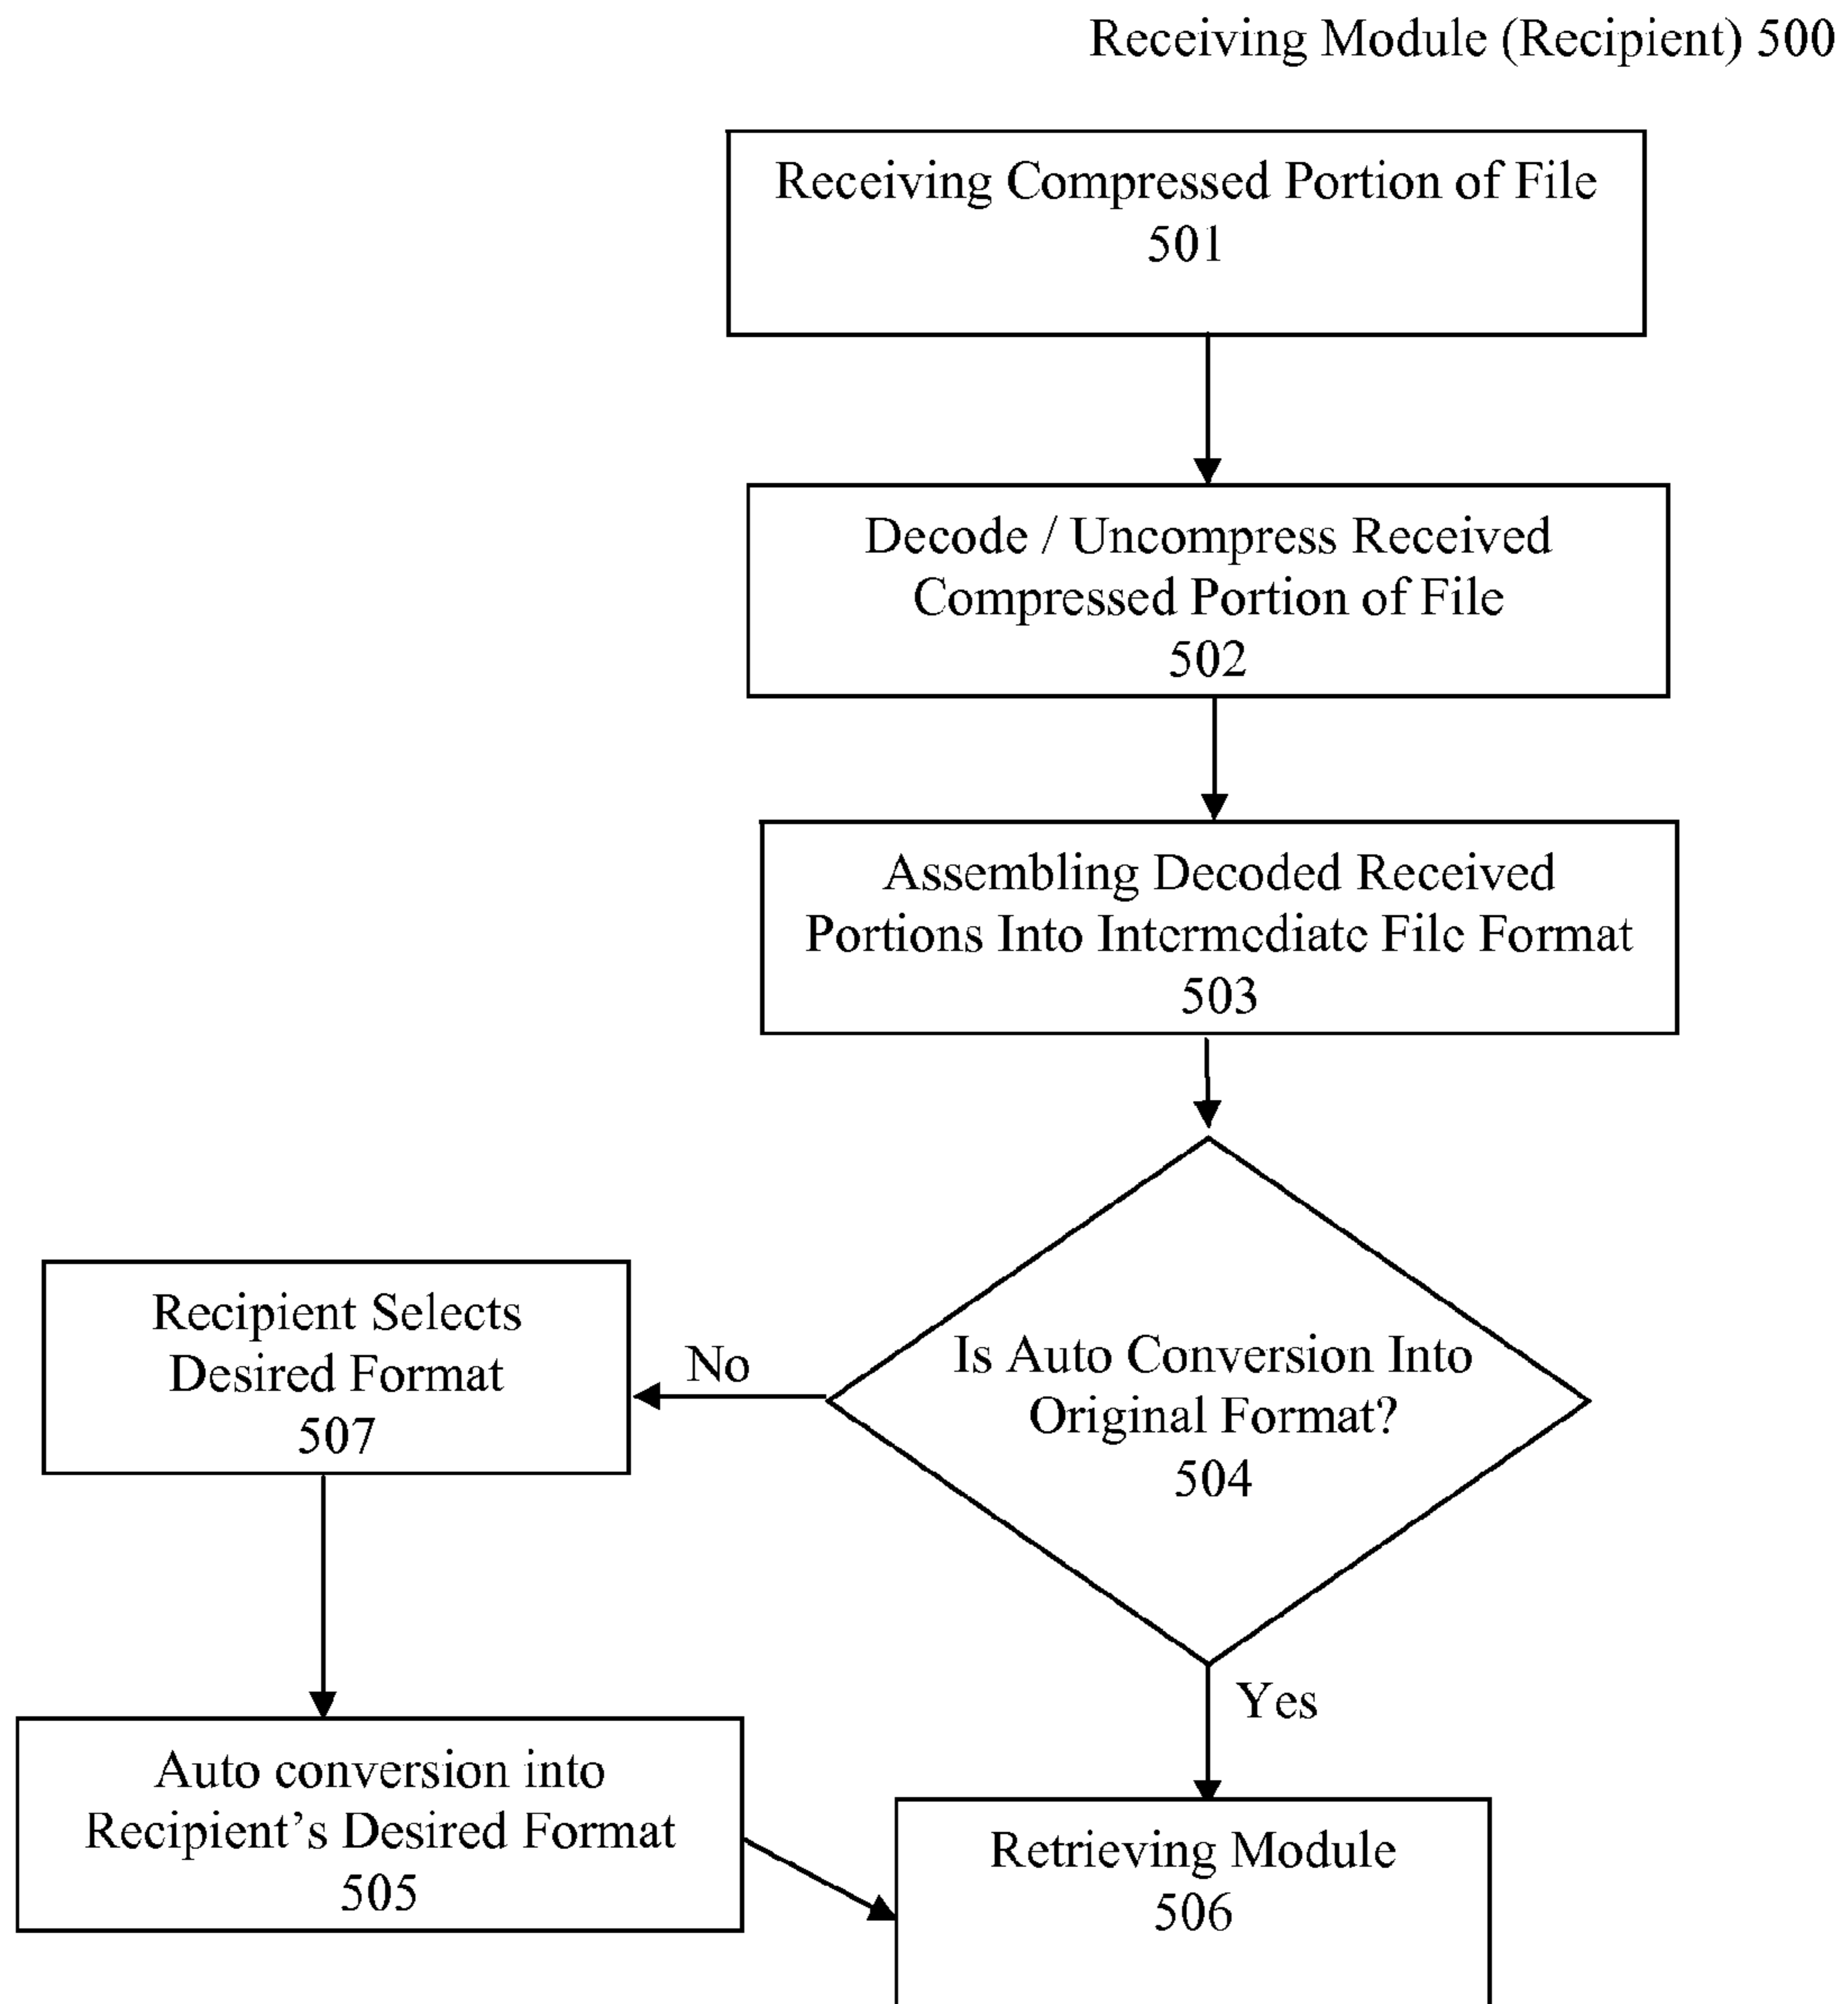 Receiving Module (Recipient) 500
Receiving Compressed Portion of File
501
Decode / Uncompress Received
Compressed Portion of File
502
Assembling Decoded Received
Portions Into Intermediate File Format
503
Is Auto Conversion Into
Original Format?
504
No
Recipient Selects
Desired Format
507
Yes
Auto conversion into
Recipient’s Desired Format
505
Retrieving Module
506